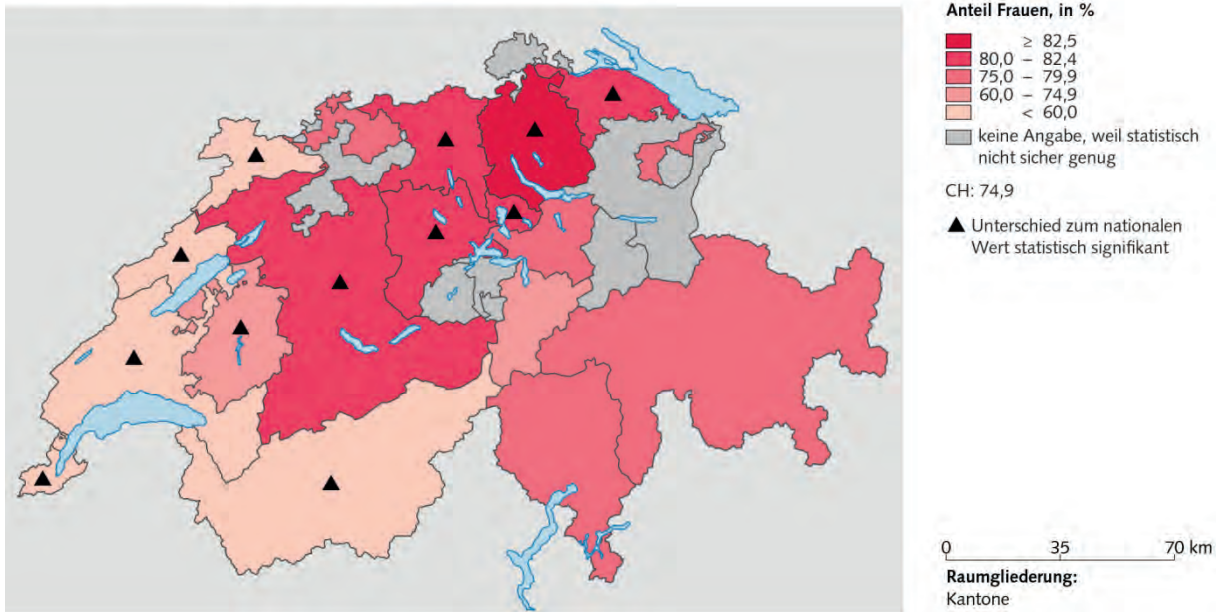 Anteil Frauen, in %
≥ 82,5
80,0 – 82,4
75,0 – 79,9
60,0 – 74,9
< 60,0
keine Angabe, weil statistisch
nicht sicher genug
CH: 74,9
Unterschied zum nationalen
Wert statistisch signifikant
0 35 70 km
Raumgliederung:
Kantone